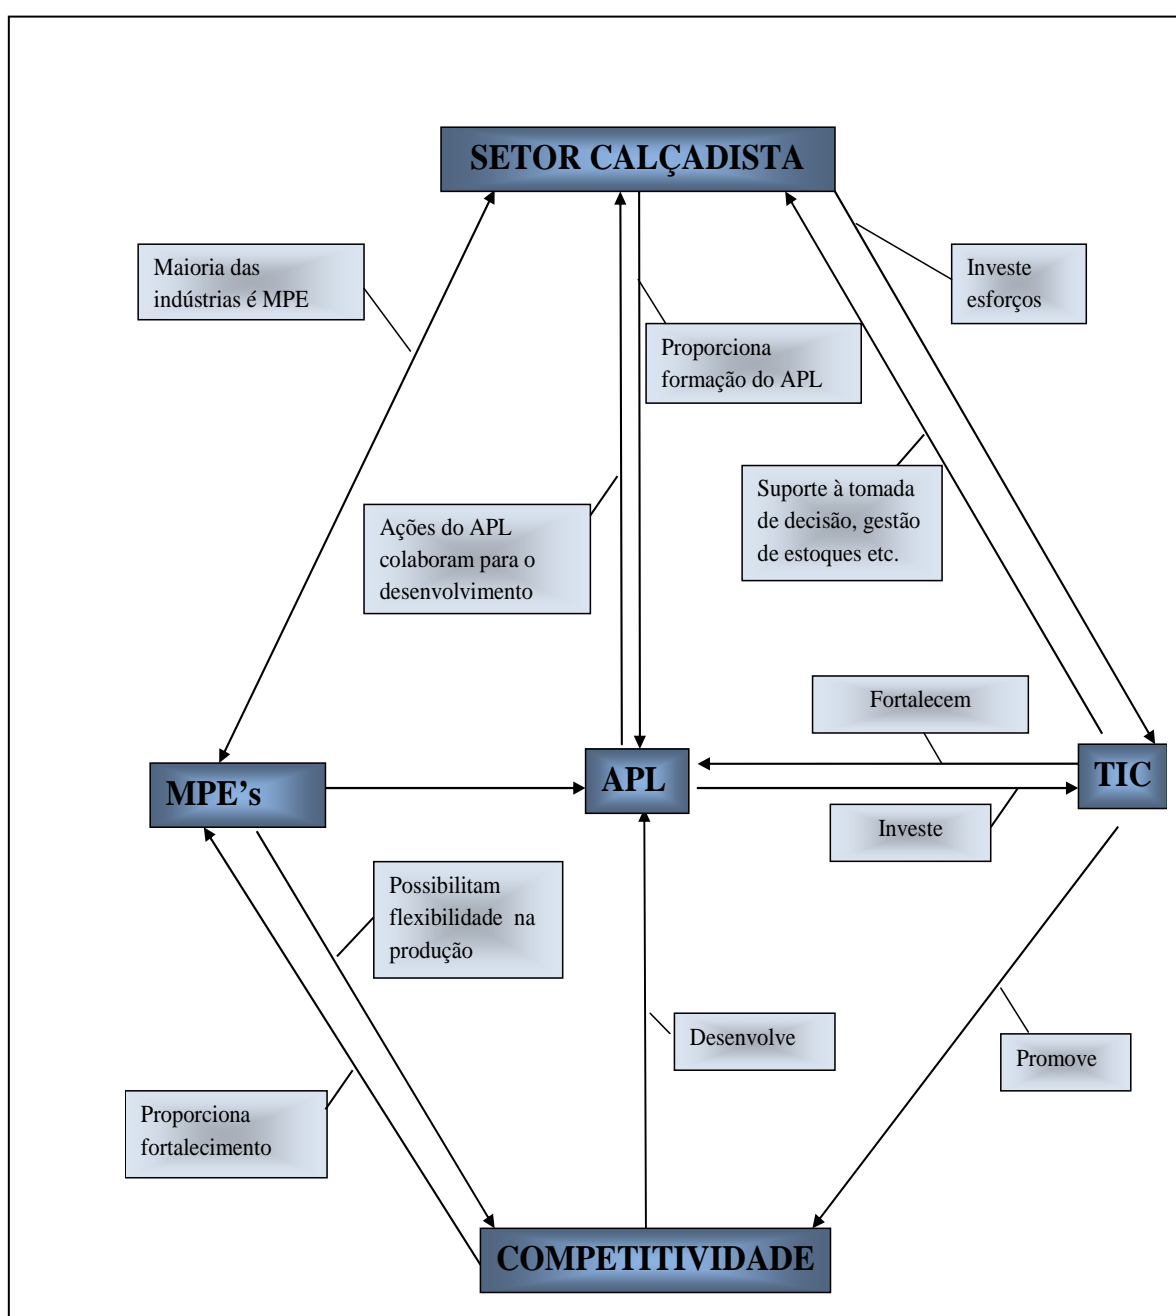 SETOR CALÇADISTA
Maioria das
indústrias é MPE
Investe
esforços
Proporciona
formação do APL
Suporte à tomada
de decisão, gestão
de estoques etc.
Ações do APL
colaboram para o
desenvolvimento
Fortalecem
MPE’s
APL
TIC
Investe
Possibilitam
flexibilidade na
produção
Desenvolve
Promove
Proporciona
fortalecimento
COMPETITIVIDADE